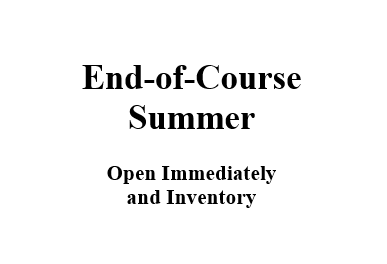 End-of-Course
Summer
Open Immediately
and Inventory